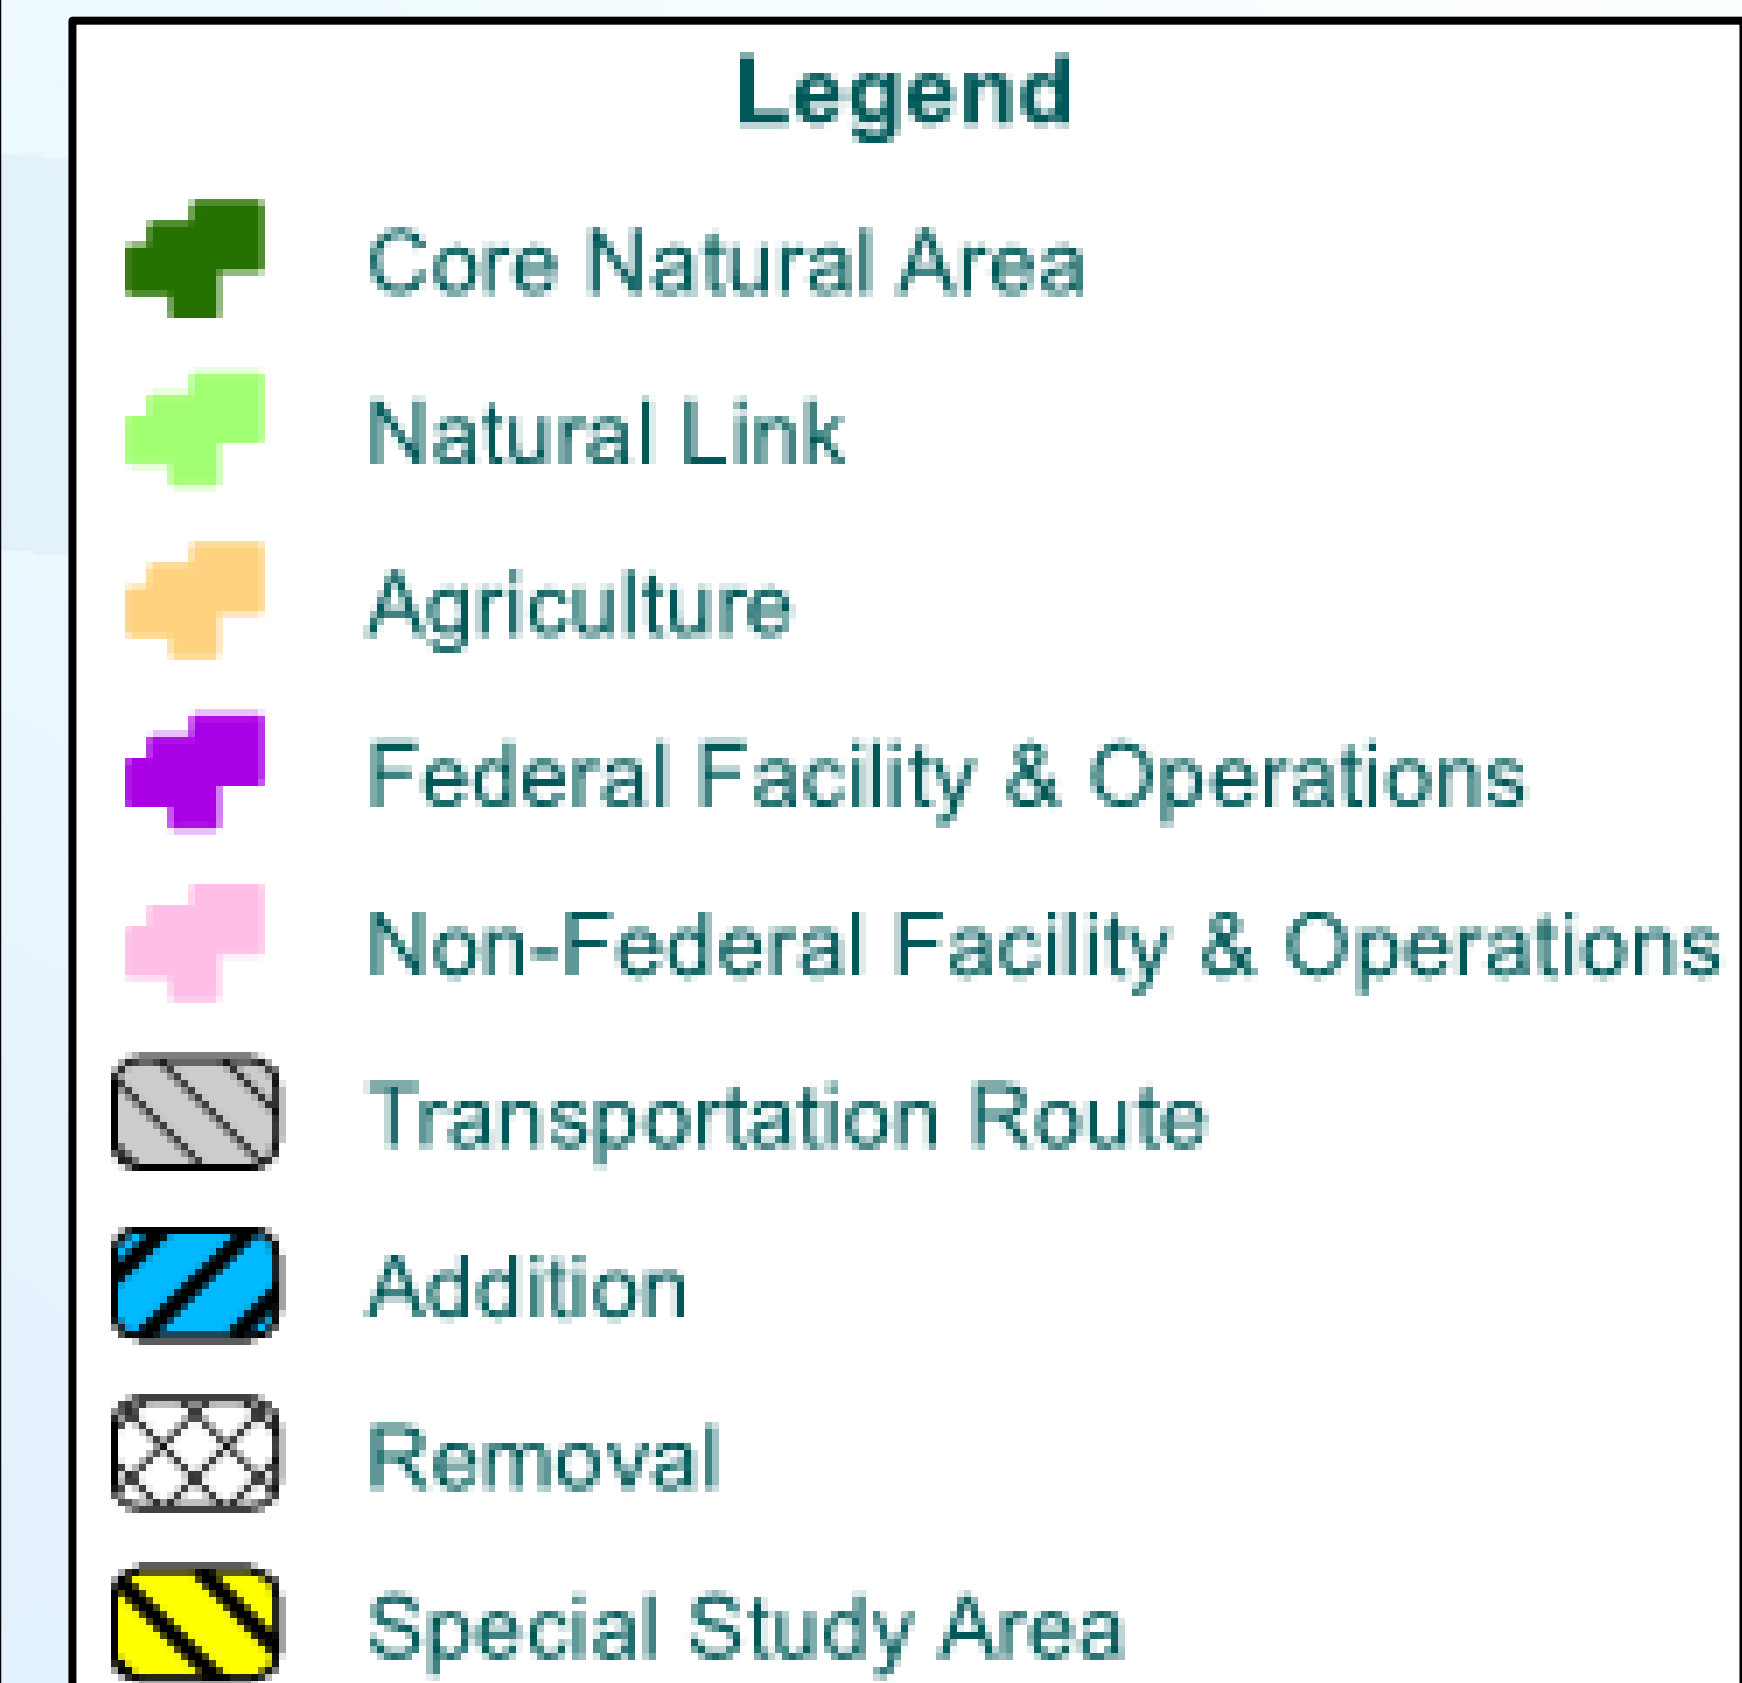 Legend
Core Natural Area
Natural Link
Agriculture
Federal Facility & Operations
Non-Federal Facility & Operations
Transportation Route
Addition
Removal
Special Study Area